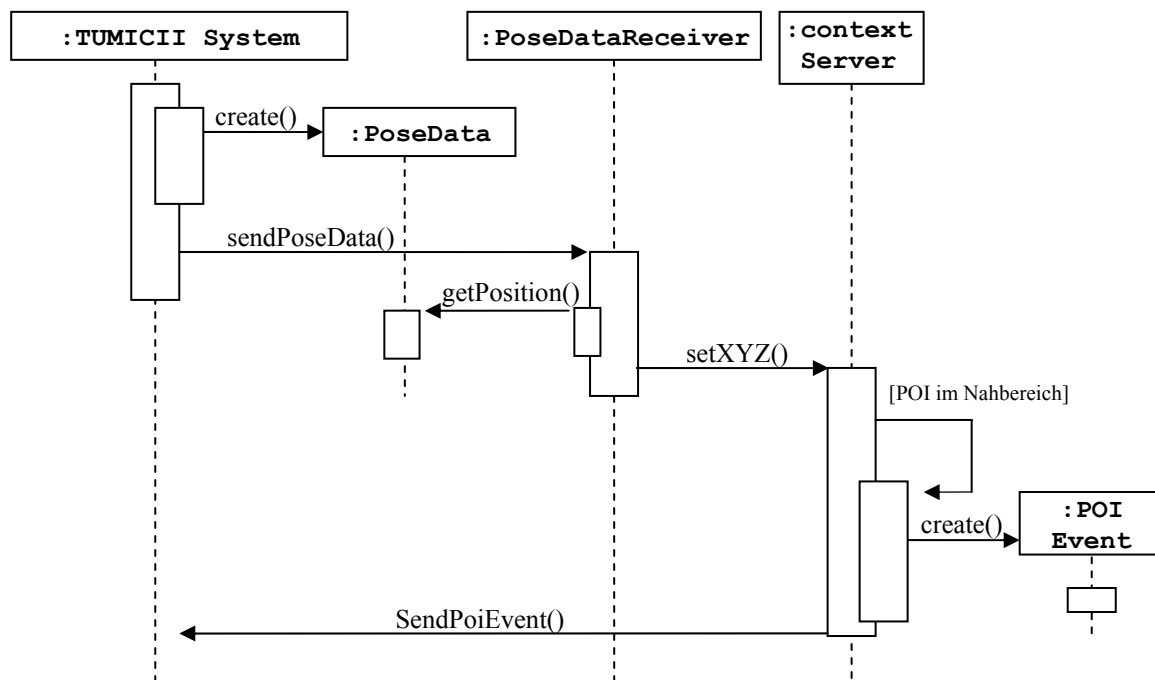 :TUMICII System
:PoseDataReceiver
:context
Server
create()
:PoseData
sendPoseData()
getPosition()
setXYZ()
[POI im Nahbereich]
:POI
Event
create()
SendPoiEvent()